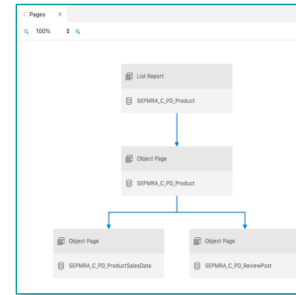 Pages
100%
List Report
SEPMRA_C_PD_Product
Object Page
SEPMRA_C_PD_Product
Object Page
Object Page
SEPMRA_C_PD_ProductSalesData
SEPMRA_C_PD_ReviewPost